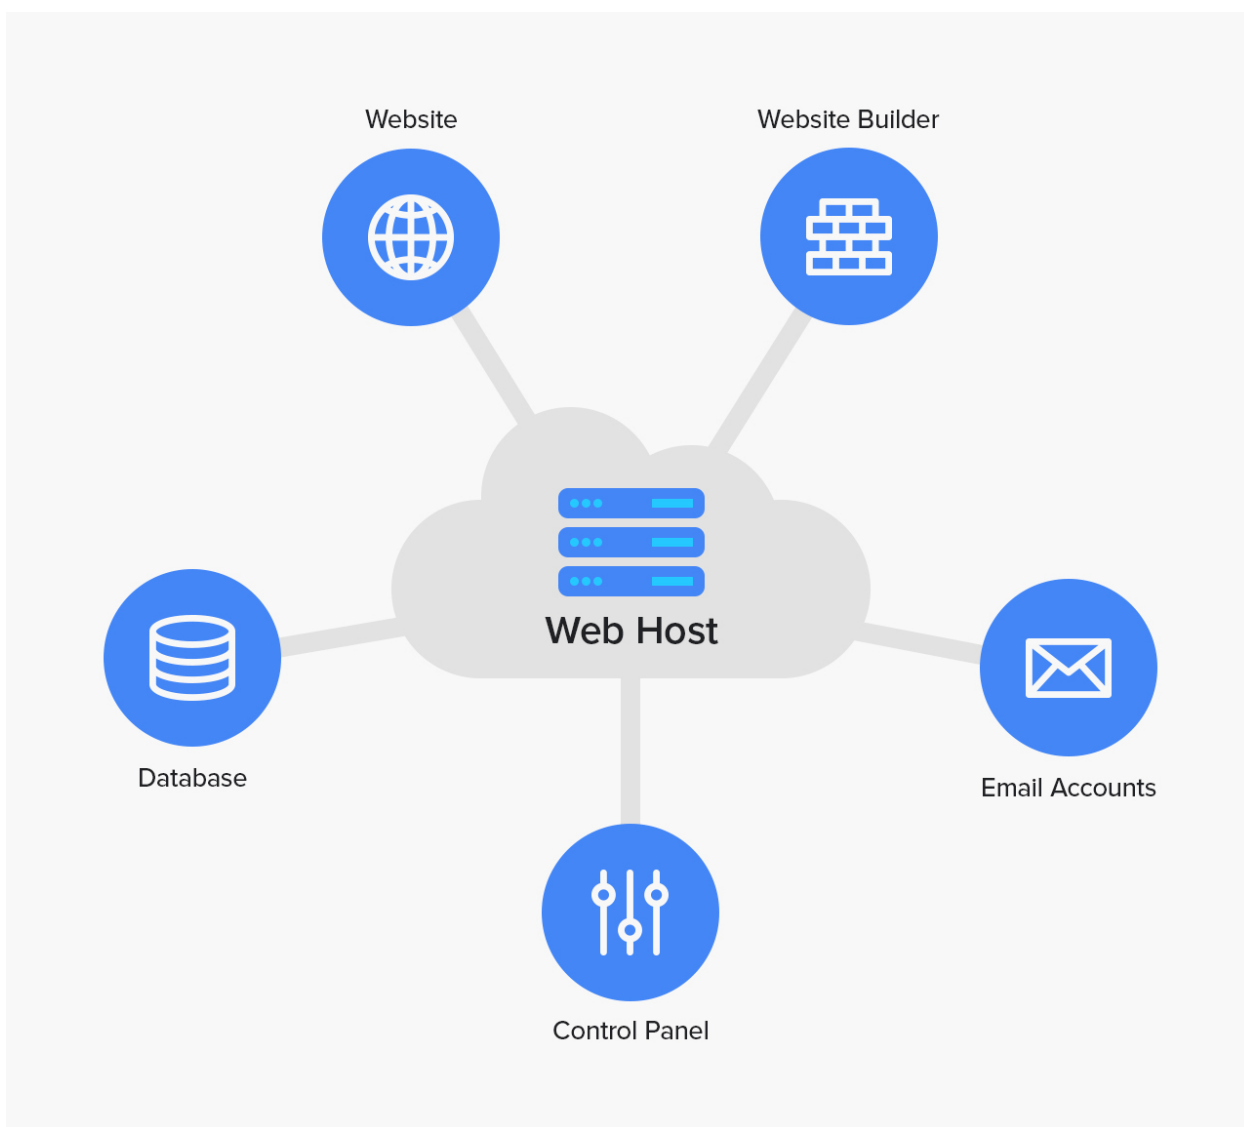 Website
Website Builder
Web Host
Database
Email Accounts
Control Panel